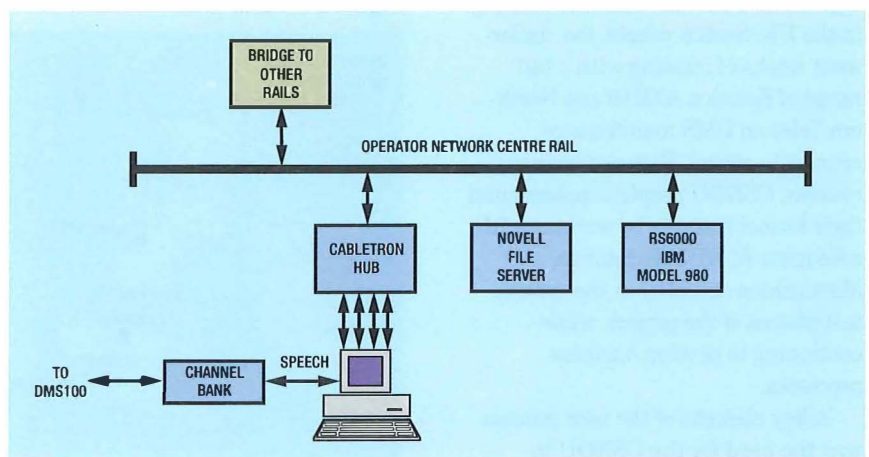 BRIDGE TO
OTHER
RAILS
OPERATOR NETWORK CENTRE RAIL
CABLETRON
HUB
NOVELL
FILE
SERVER
RS6000
IBM
MODEL 980
TO
DMS100
CHANNEL
BANK
SPEECH